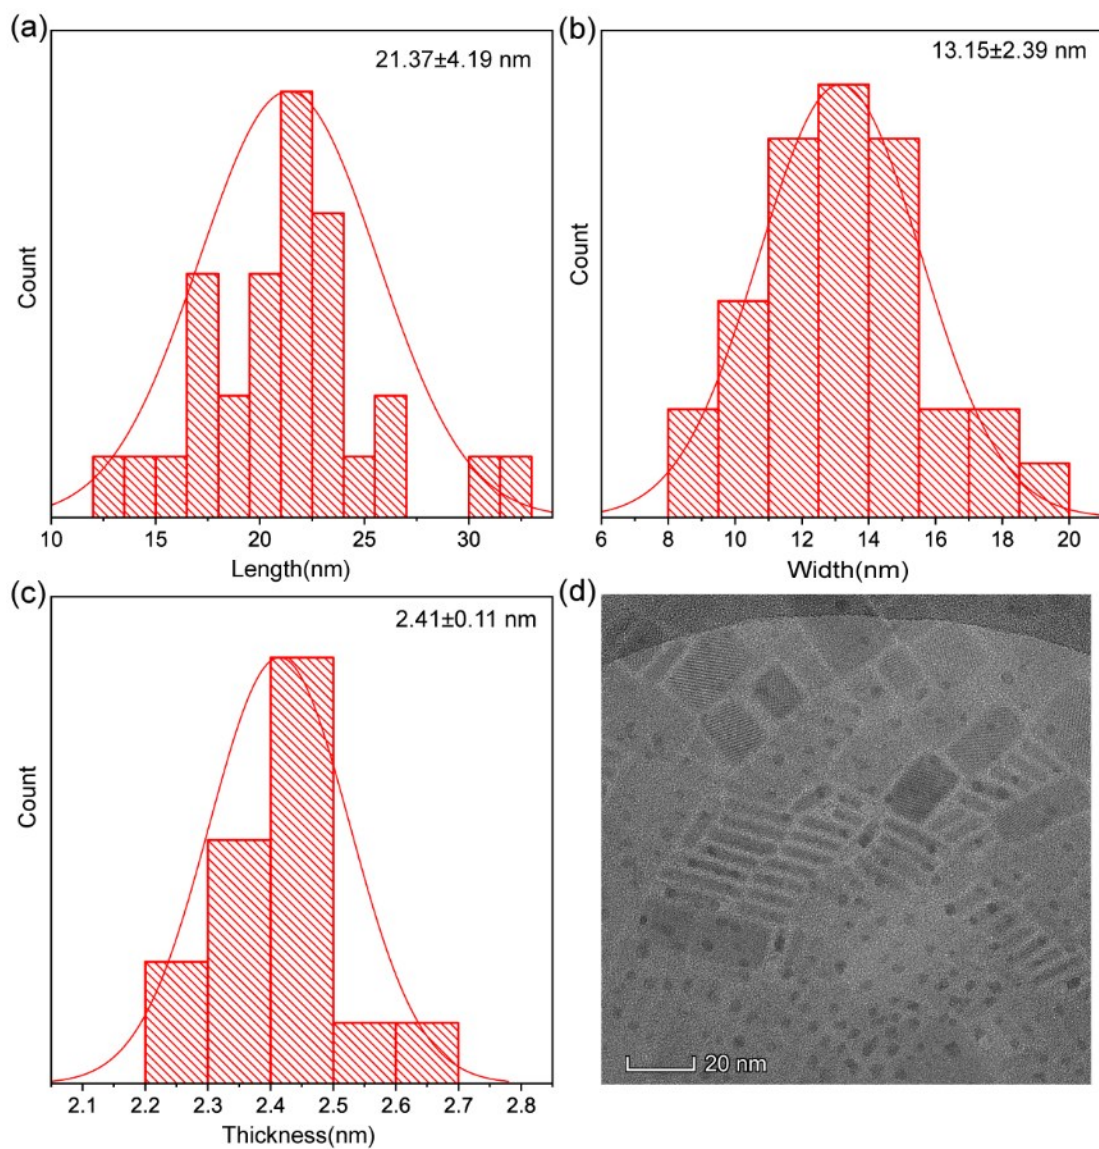 (a)
21.37±4.19 nm
Count
10 15 20 25 30
Length(nm)
(b)
13.15±2.39 nm
Count
6 8 10 12 14 16 18 20
Width(nm)
(c)
2.41±0.11 nm
Count
2.1 2.2 2.3 2.4 2.5 2.6 2.7 2.8
Thickness(nm)
(d)
20 nm